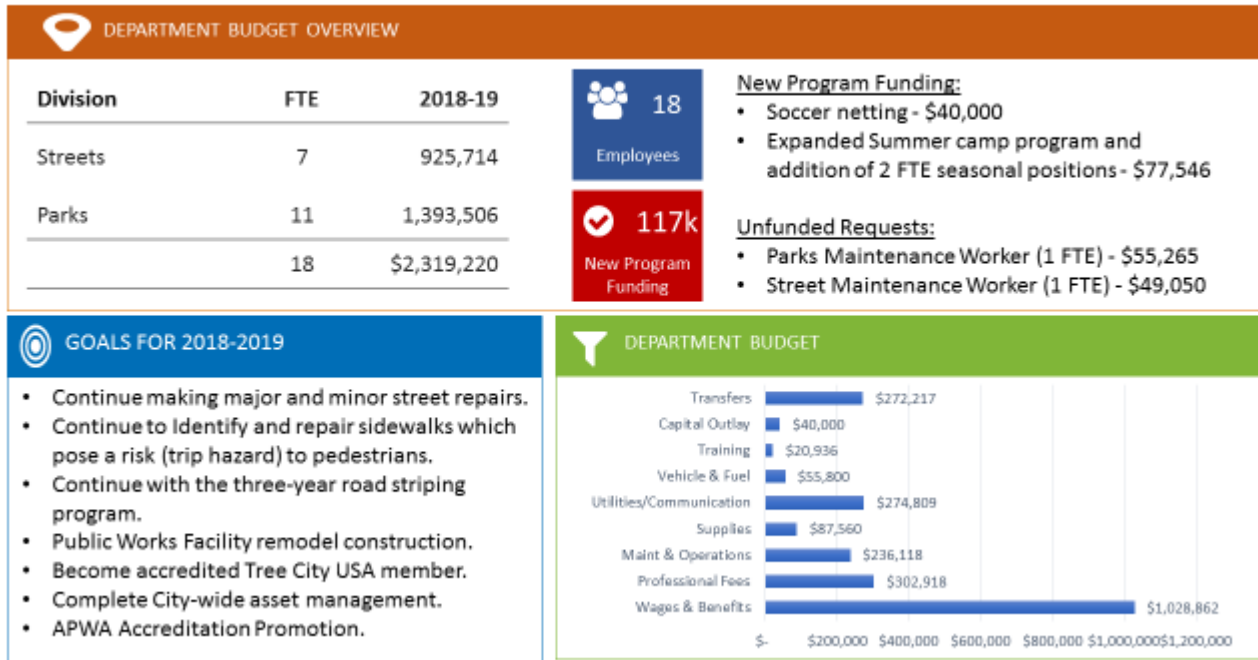 DEPARTMENT BUDGET OVERVIEW
Division FTE 2018-19
Streets 7 925,714
Parks 11 1,393,506
18 $2,319,220
18
Employees
117k
New Program
Funding
New Program Funding:
• Soccer netting - $40,000
• Expanded Summer camp program and
addition of 2 FTE seasonal positions - $77,546
Unfunded Requests:
• Parks Maintenance Worker (1 FTE) - $55,265
• Street Maintenance Worker (1 FTE) - $49,050
GOALS FOR 2018-2019
• Continue making major and minor street repairs.
• Continue to Identify and repair sidewalks which
pose a risk (trip hazard) to pedestrians.
• Continue with the three-year road striping
program.
• Public Works Facility remodel construction.
• Become accredited Tree City USA member.
• Complete City-wide asset management.
• APWA Accreditation Promotion.
DEPARTMENT BUDGET
Transfers $272,217
Capital Outlay $40,000
Training $20,936
Vehicle & Fuel $55,800
Utilities/Communication $274,809
Supplies $87,560
Maint & Operations $236,118
Professional Fees $302,918
Wages & Benefits $1,028,862
$- $200,000 $400,000 $600,000 $800,000 $1,000,000 $1,200,000